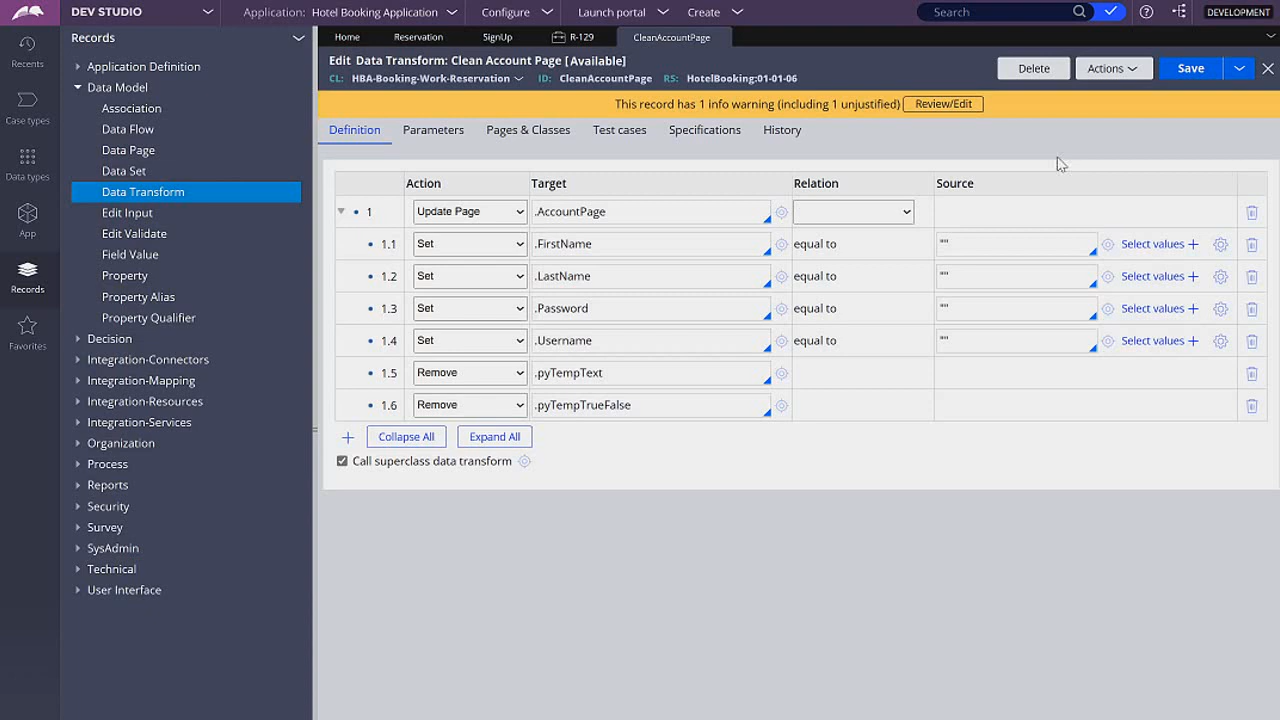 DEV STUDIO
Application: Hotel Booking Application
Configure
Launch portal
Create
Search
DEVELOPMENT
Recents
Case types
Data types
App
Records
Favorites
Records
Application Definition
Data Model
Association
Data Flow
Data Page
Data Set
Data Transform
Edit Input
Edit Validate
Field Value
Property
Property Alias
Property Qualifier
Decision
Integration-Connectors
Integration-Mapping
Integration-Resources
Integration-Services
Organization
Process
Reports
Security
Survey
SysAdmin
Technical
User Interface
Home
Reservation
SignUp
R-129
CleanAccountPage
Edit Data Transform: Clean Account Page [Available]
CL: HBA-Booking-Work-Reservation ID: CleanAccountPage RS: HotelBooking:01-01-06
Delete
Actions
Save
This record has 1 info warning (including 1 unjustified) Review/Edit
Definition
Parameters
Pages & Classes
Test cases
Specifications
History
Action Target Relation Source
1 Update Page .AccountPage
1.1 Set .FirstName equal to "" Select values
1.2 Set .LastName equal to "" Select values
1.3 Set .Password equal to "" Select values
1.4 Set .Username equal to "" Select values
1.5 Remove .pyTempText
1.6 Remove .pyTempTrueFalse
Collapse All
Expand All
Call superclass data transform